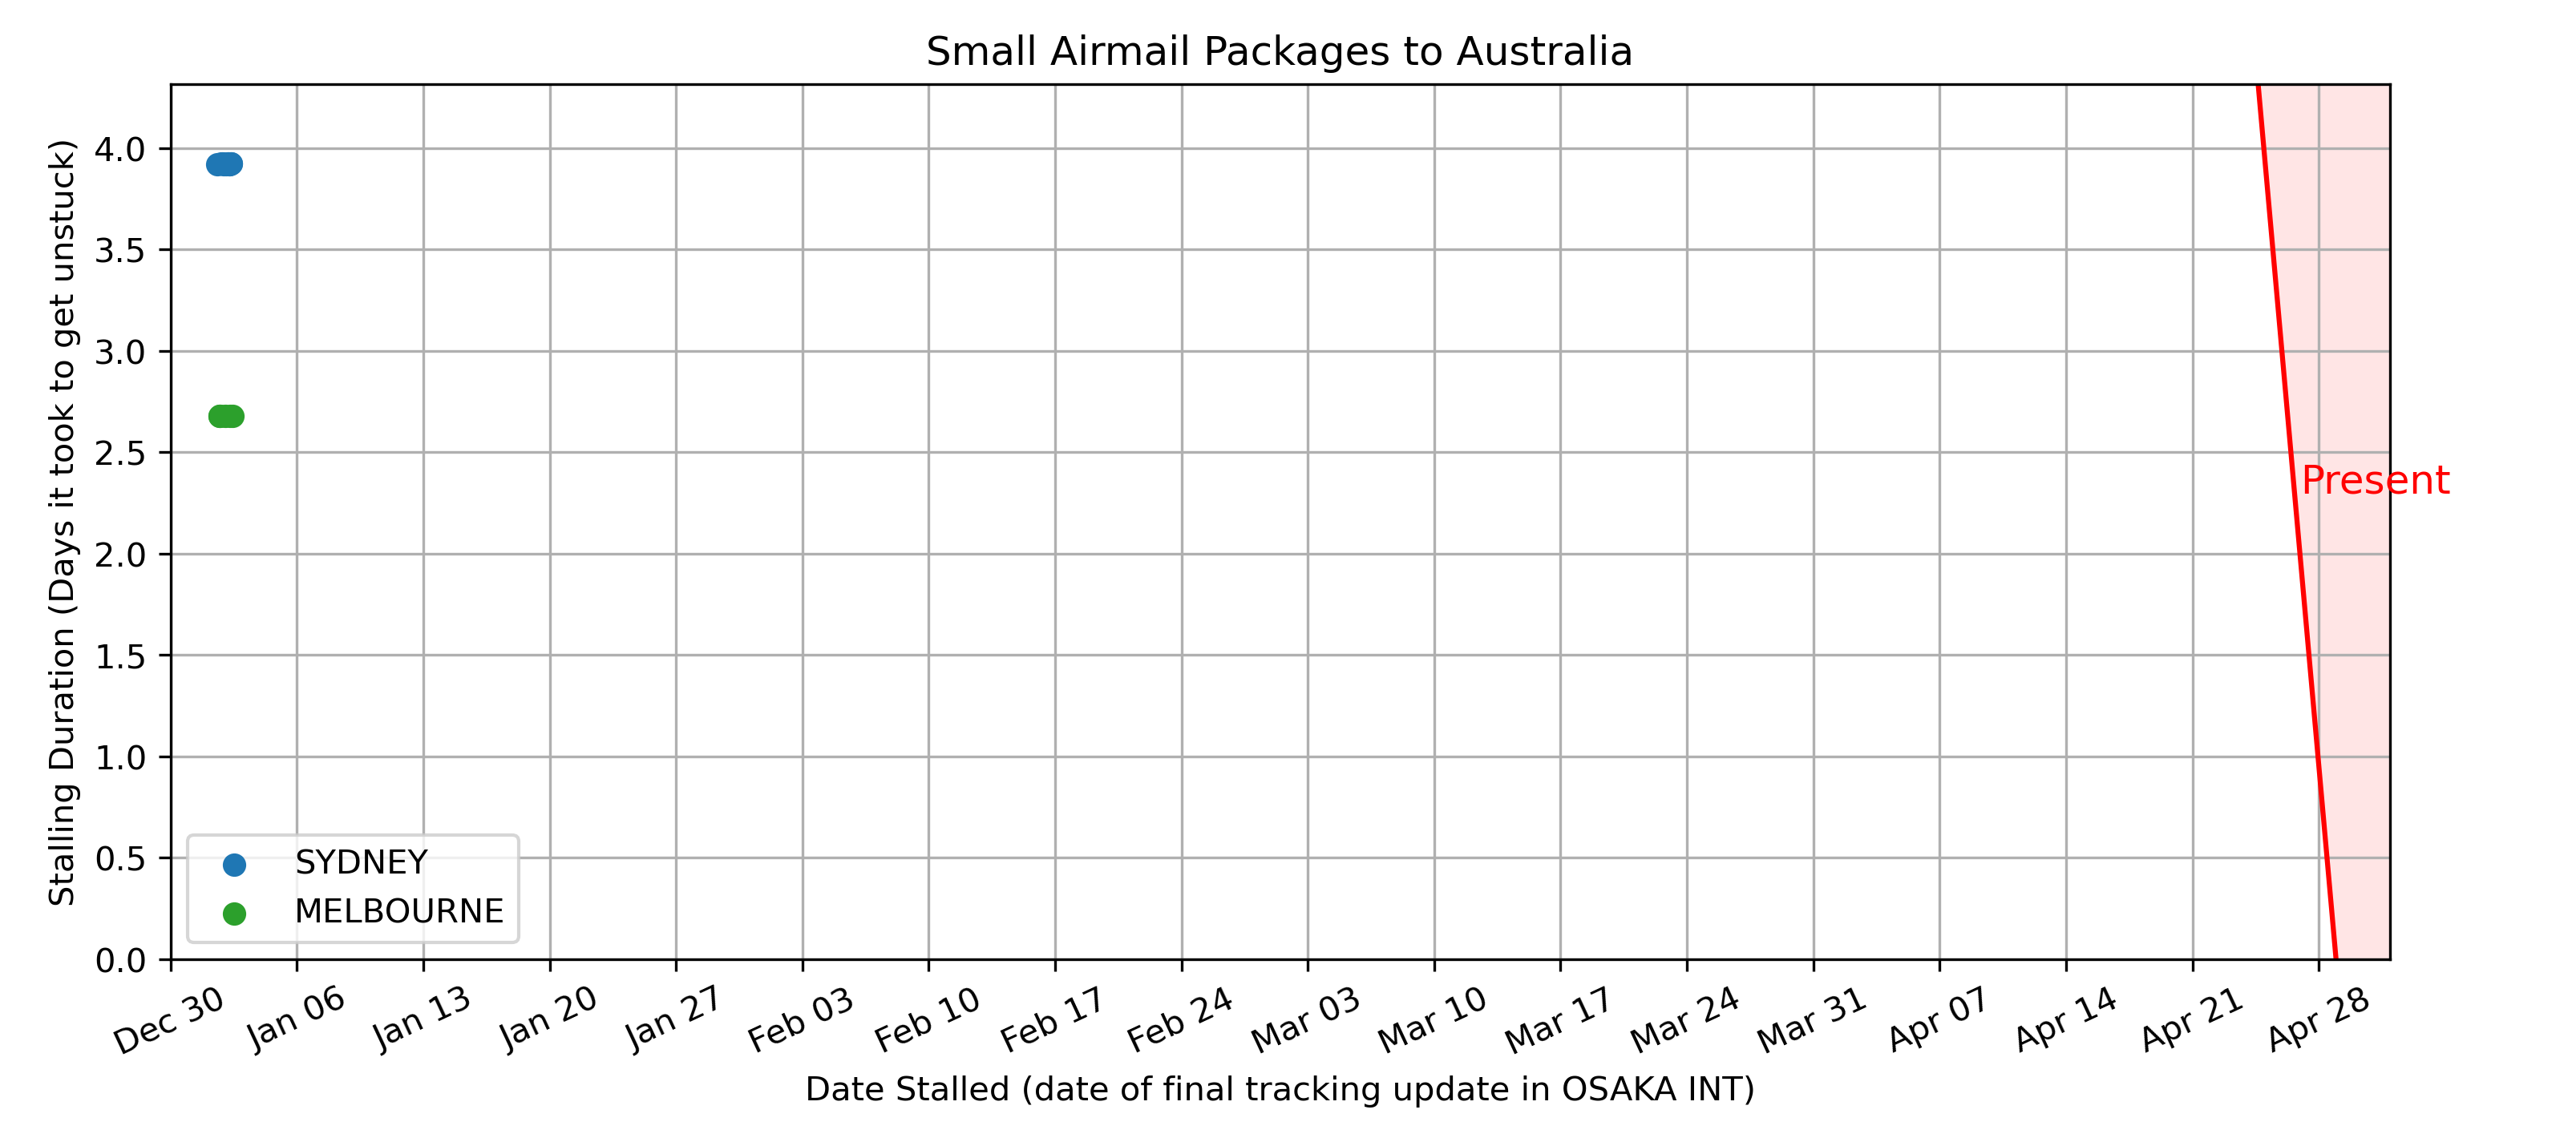 Small Airmail Packages to Australia
Stalling Duration (Days it took to get unstuck)
4.0
3.5
3.0
2.5
2.0
1.5
1.0
0.5
0.0
Present
SYDNEY
MELBOURNE
Dec 30 Jan 06 Jan 13 Jan 20 Jan 27 Feb 03 Feb 10 Feb 17 Feb 24 Mar 03 Mar 10 Mar 17 Mar 24 Mar 31 Apr 07 Apr 14 Apr 21 Apr 28
Date Stalled (date of final tracking update in OSAKA INT)